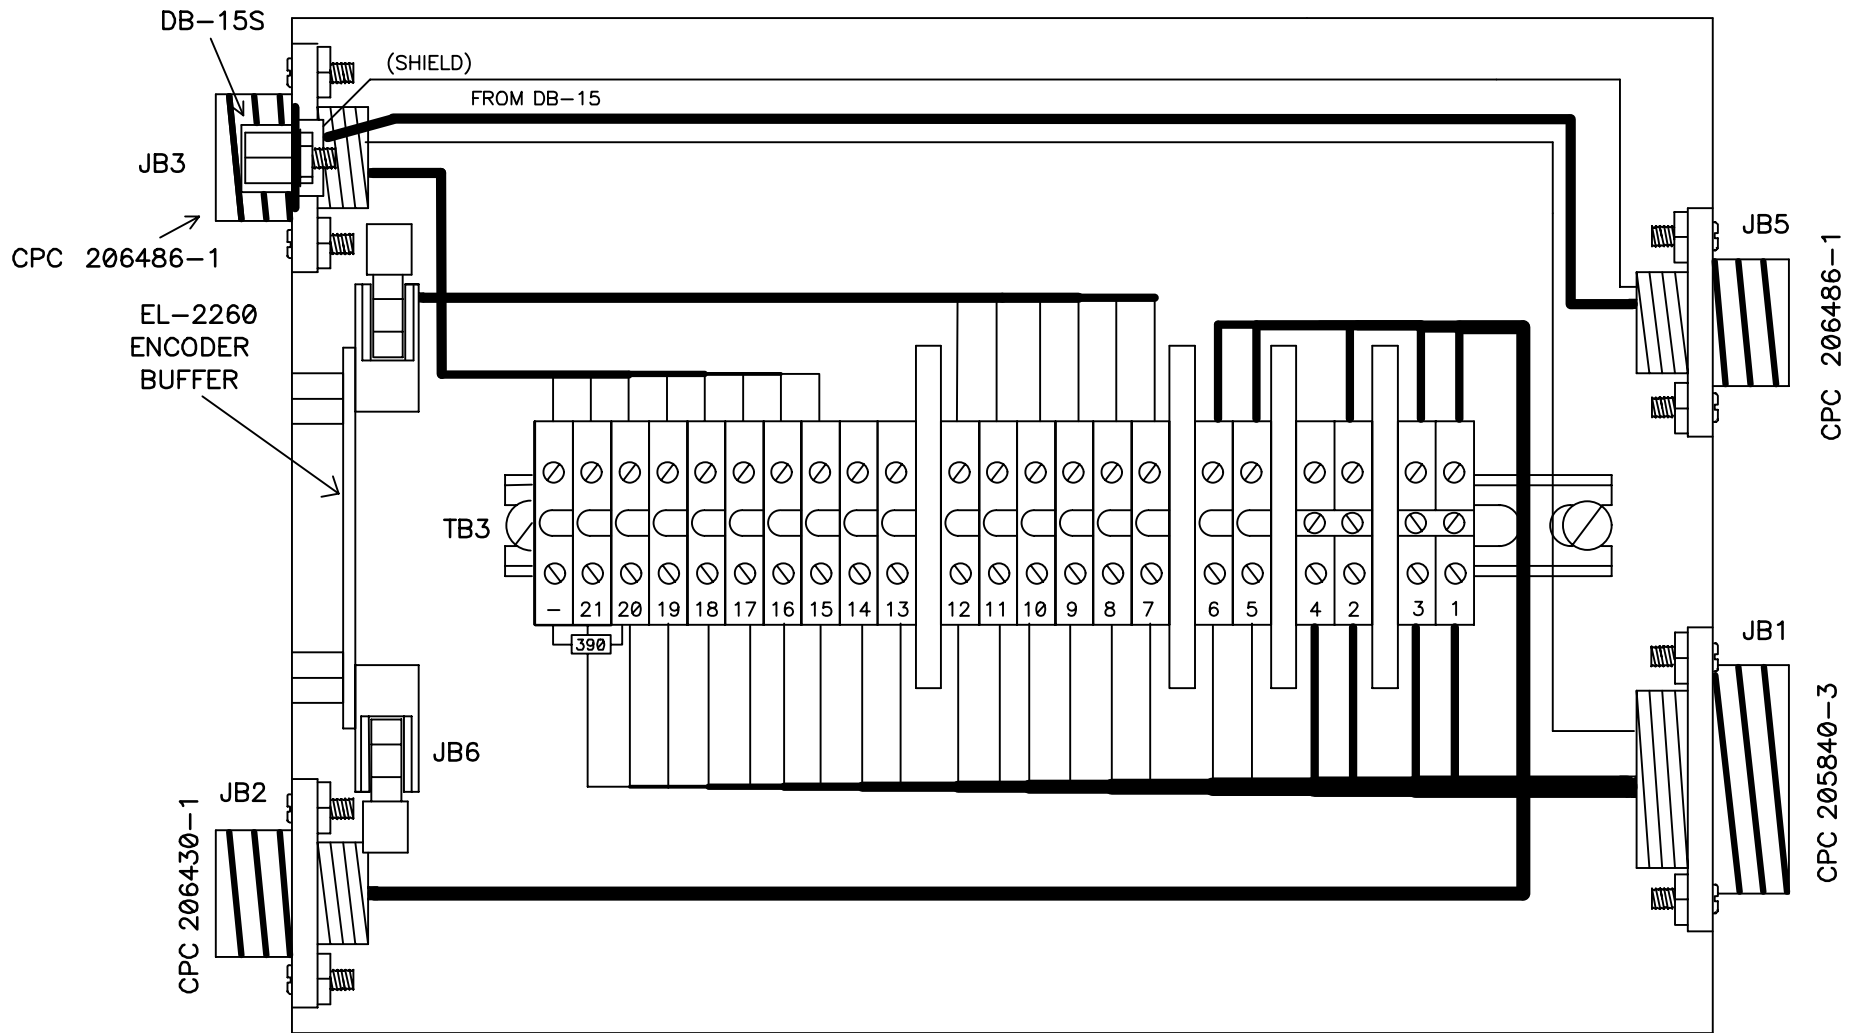 DB-15S
(SHIELD)
FROM DB-15
JB3
CPC 206486-1
JB5
CPC 206486-1
EL-2260
ENCODER
BUFFER
TB3
- 21 20 19 18 17 16 15 14 13 12 11 10 9 8 7 6 5 4 2 3 1
390
JB1
CPC 205840-3
JB6
JB2
CPC 206430-1